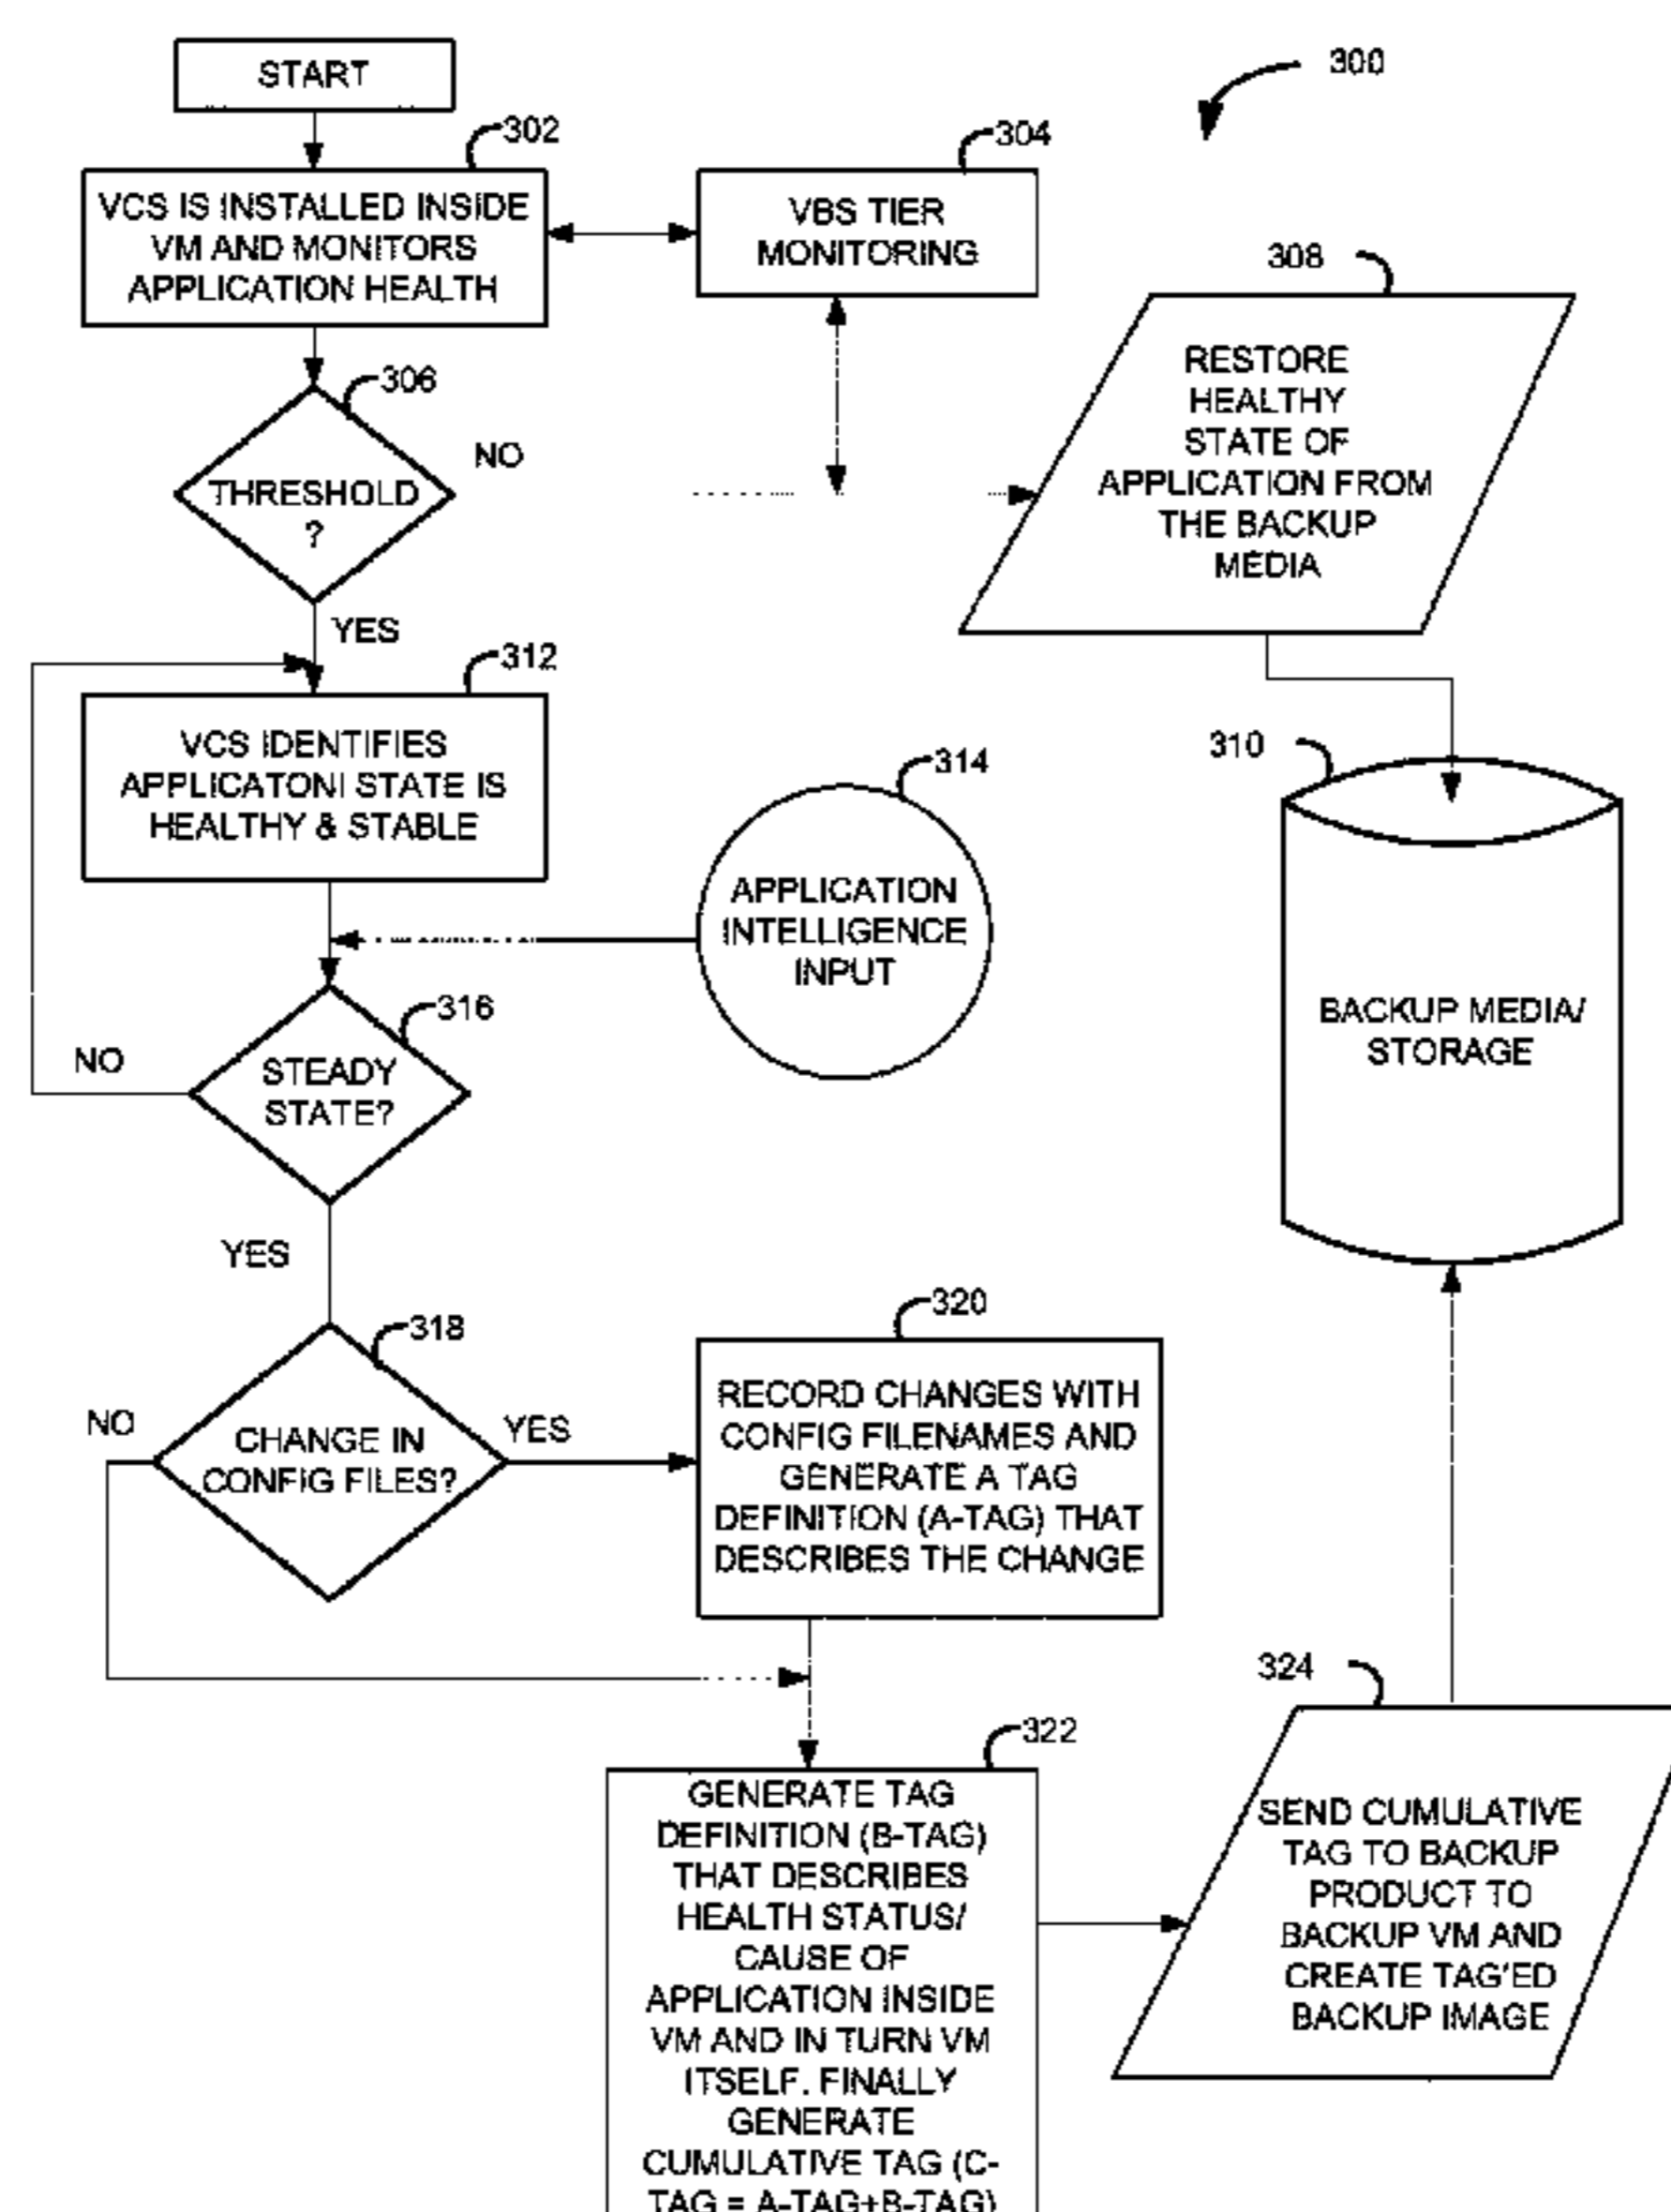 START
300
302
304
VCS IS INSTALLED INSIDE
VM AND MONITORS
APPLICATION HEALTH
VBS TIER
MONITORING
308
306
NO
THRESHOLD
?
RESTORE
HEALTHY
STATE OF
APPLICATION FROM
THE BACKUP
MEDIA
YES
312
VCS IDENTIFIES
APPLICATONI STATE IS
HEALTHY & STABLE
314
310
APPLICATION
INTELLIGENCE
INPUT
316
NO
STEADY
STATE?
BACKUP MEDIA/
STORAGE
YES
318
320
NO
CHANGE IN
CONFIG FILES?
YES
RECORD CHANGES WITH
CONFIG FILENAMES AND
GENERATE A TAG
DEFINITION (A-TAG) THAT
DESCRIBES THE CHANGE
322
324
GENERATE TAG
DEFINITION (B-TAG)
THAT DESCRIBES
HEALTH STATUS/
CAUSE OF
APPLICATION INSIDE
VM AND IN TURN VM
ITSELF. FINALLY
GENERATE
CUMULATIVE TAG (C-
TAG = A-TAG+B-TAG)
SEND CUMULATIVE
TAG TO BACKUP
PRODUCT TO
BACKUP VM AND
CREATE TAG'ED
BACKUP IMAGE